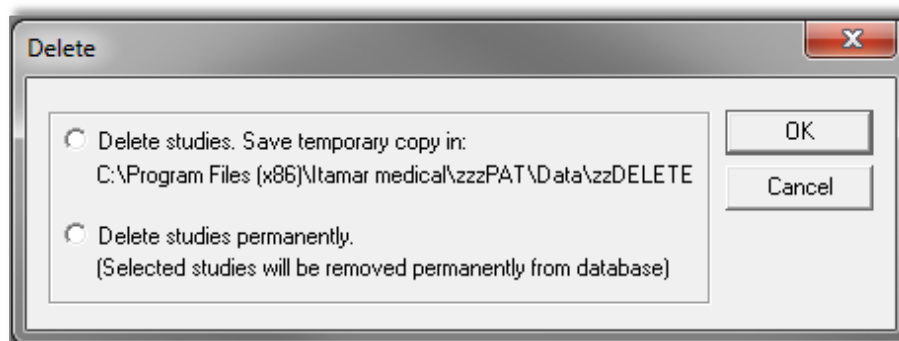 Delete
Delete studies. Save temporary copy in:
C:\Program Files (x86)\Itamar medical\zzzPAT\Data\zzDELETE
Delete studies permanently.
(Selected studies will be removed permanently from database)
OK
Cancel